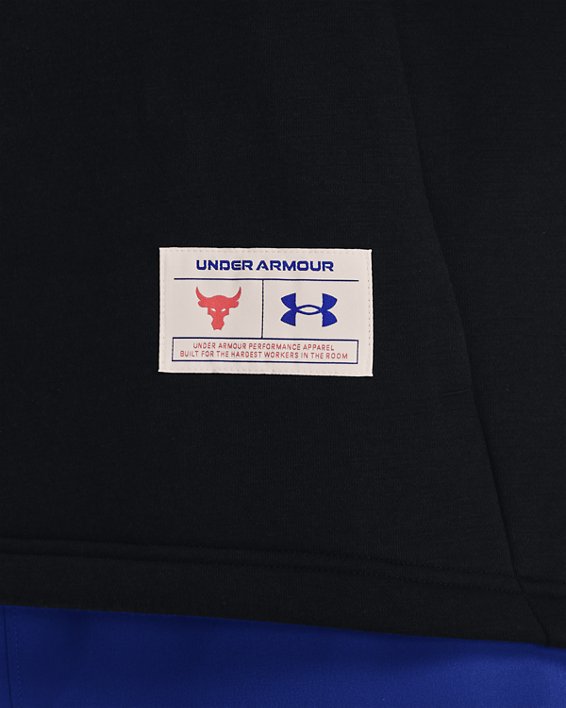 UNDER ARMOUR
UNDER ARMOUR PERFORMANCE APPAREL
BUILT FOR THE HARDEST WORKERS IN THE ROOM